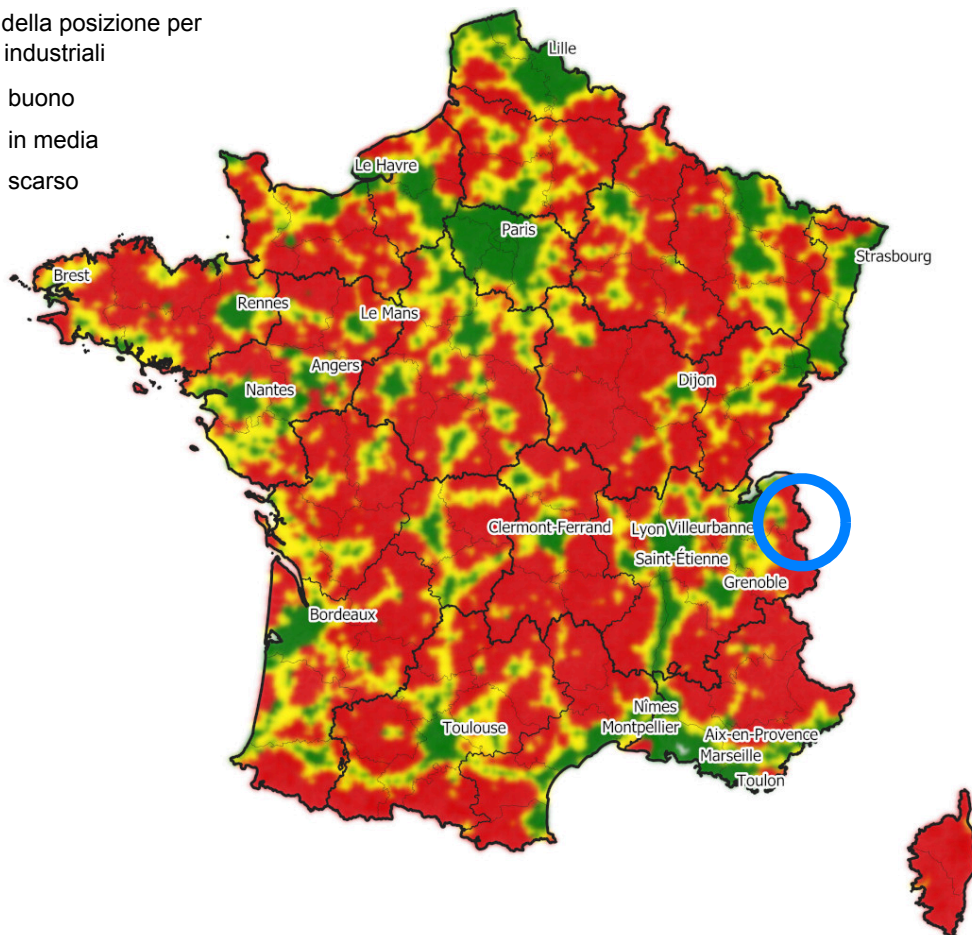 della posizione per
industriali
buono
in media
scarso
Lille
Le Havre
Paris
Strasbourg
Brest
Rennes
Le Mans
Angers
Dijon
Nantes
Clermont-Ferrand
Lyon
Villeurbanne
Saint-Étienne
Grenoble
Bordeaux
Nîmes
Toulouse
Montpellier
Aix-en-Provence
Marseille
Toulon